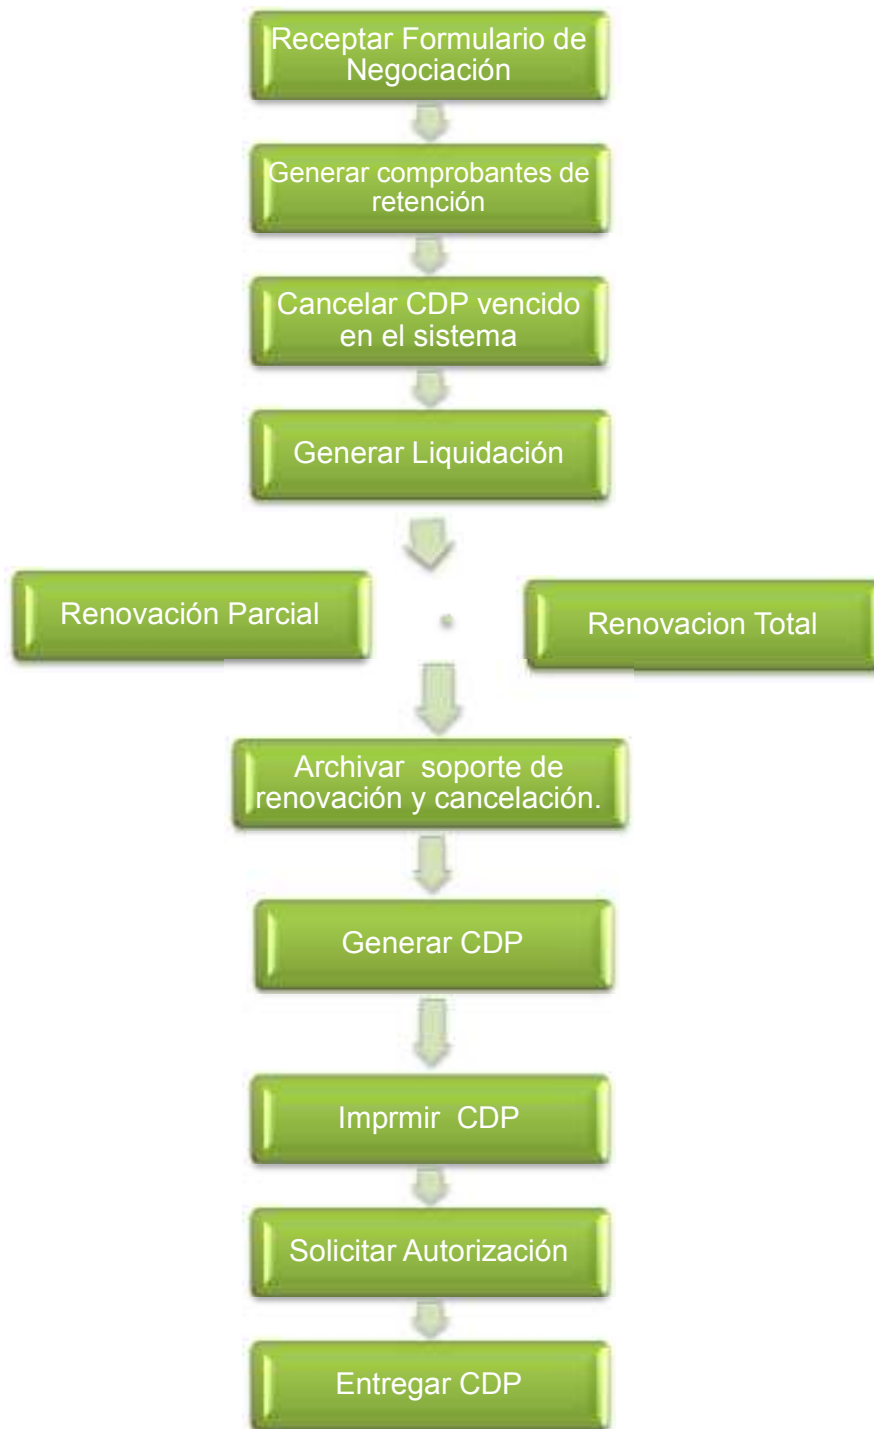 Receptar Formulario de
Negociación
Generar comprobantes de
retención
Cancelar CDP vencido
en el sistema
Generar Liquidación
Renovación Parcial
Renovacion Total
Archivar soporte de
renovación y cancelación.
Generar CDP
Imprmir CDP
Solicitar Autorización
Entregar CDP